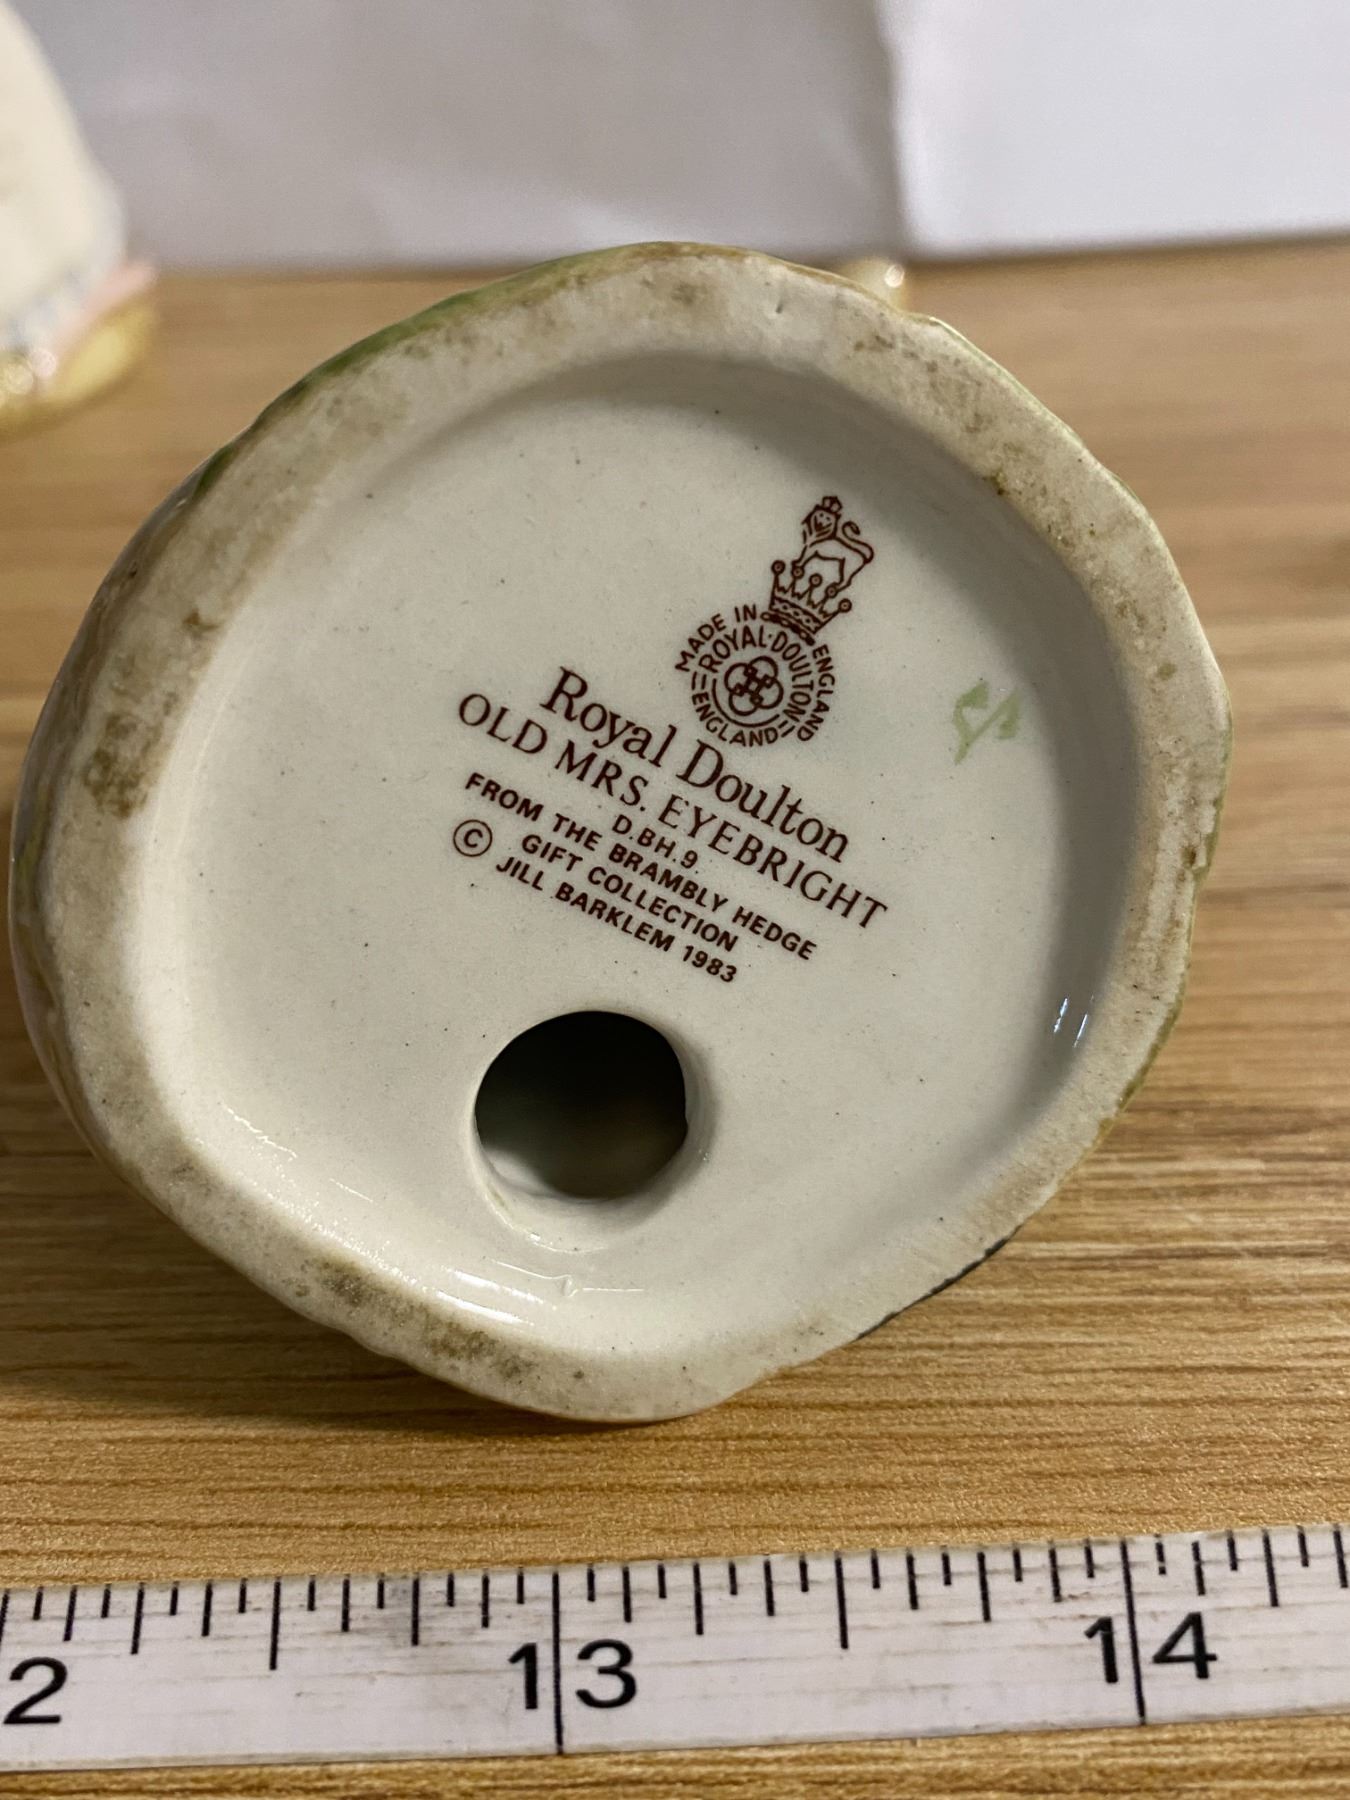 MADE IN ENGLAND
ROYAL·DOULTON
ENGLAND
Royal Doulton
OLD MRS. EYEBRIGHT
D.BH.9.
FROM THE BRAMBLY HEDGE
GIFT COLLECTION
© JILL BARKLEM 1983
2
13
14